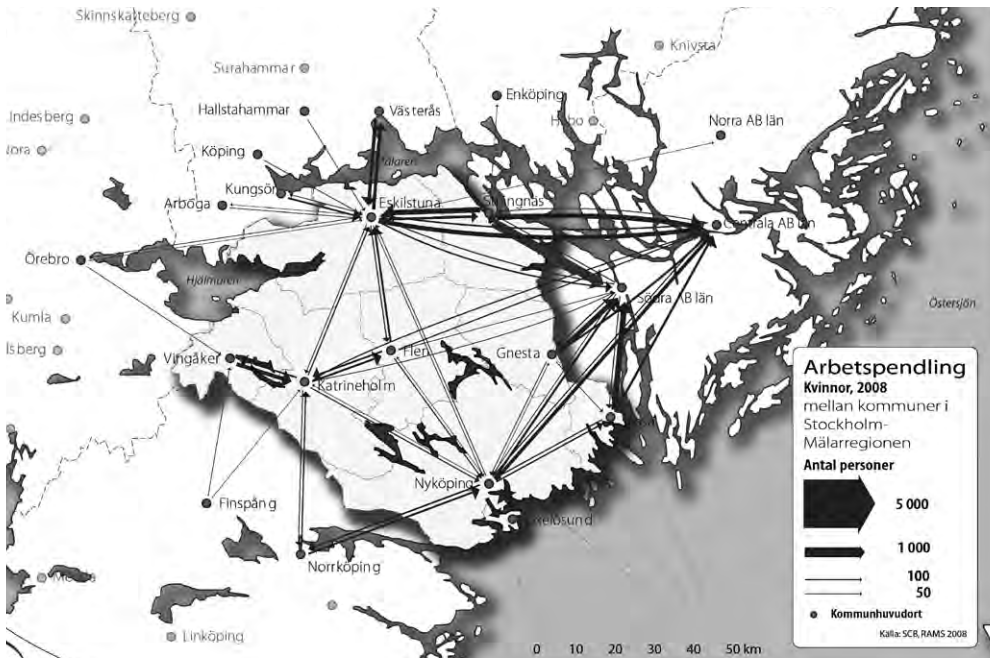 Skinnskatteberg
Knivsta
Surahammar
Hallstahammar
Västerås
Enköping
Norra AB län
Köping
Mälaren
Kungsör
Arboga
Eskilstuna
Strängnäs
Centrala AB län
Örebro
Hjälmaren
Södra AB län
Östersjön
Kumla
Vingåker
Flen
Gnesta
Katrineholm
Nyköping
Finspång
Norrköping
Linköping
Arbetspendling
Kvinnor, 2008
mellan kommuner i
Stockholm-
Mälarregionen
Antal personer
5 000
1 000
100
50
Kommunhuvudort
Källa: SCB, RAMS 2008
0 10 20 30 40 50 km